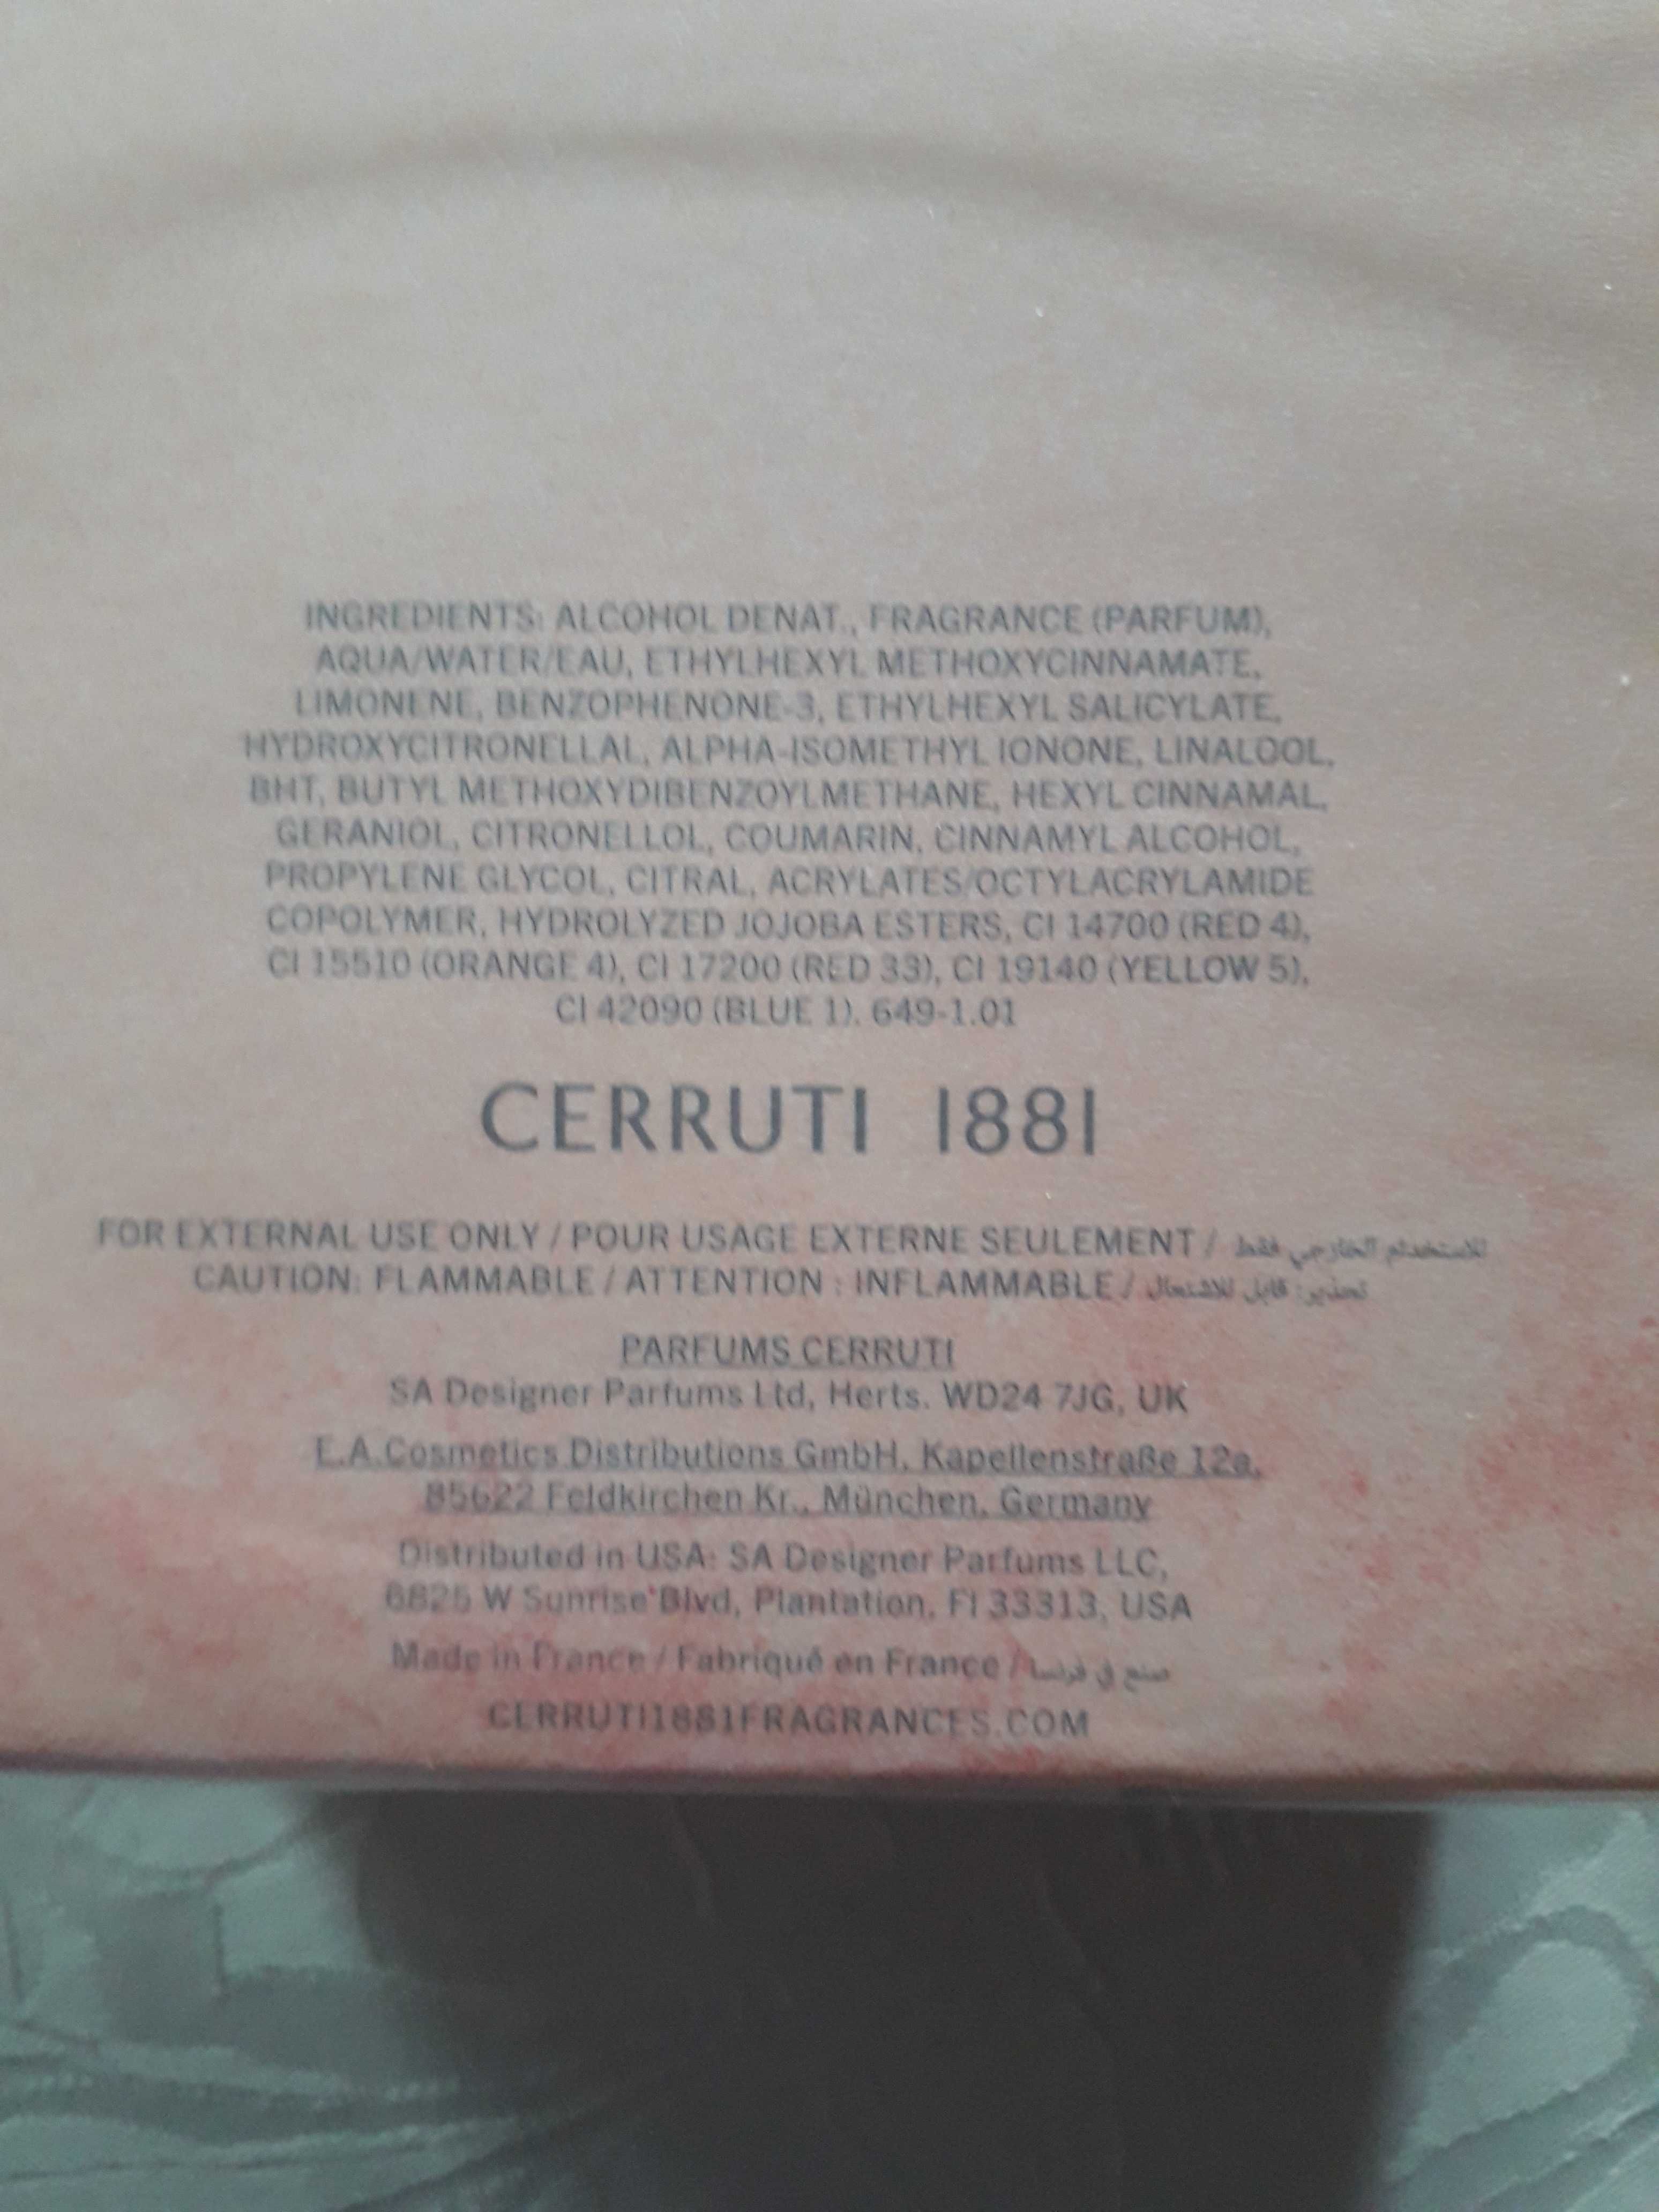 INGREDIENTS: ALCOHOL DENAT., FRAGRANCE (PARFUM),
AQUA/WATER/EAU, ETHYLHEXYL METHOXYCINNAMATE,
LIMONENE, BENZOPHENONE-3, ETHYLHEXYL SALICYLATE,
HYDROXYCITRONELLAL, ALPHA-ISOMETHYL IONONE, LINALOOL,
BHT, BUTYL METHOXYDIBENZOYLMETHANE, HEXYL CINNAMAL,
GERANIOL, CITRONELLOL, COUMARIN, CINNAMYL ALCOHOL,
PROPYLENE GLYCOL, CITRAL, ACRYLATES/OCTYLACRYLAMIDE
COPOLYMER, HYDROLYZED JOJOBA ESTERS, CI 14700 (RED 4),
CI 15510 (ORANGE 4), CI 17200 (RED 33), CI 19140 (YELLOW 5),
CI 42090 (BLUE 1). 649-1.01
CERRUTI 1881
FOR EXTERNAL USE ONLY / POUR USAGE EXTERNE SEULEMENT / للاستخدام الخارجي فقط
CAUTION: FLAMMABLE / ATTENTION : INFLAMMABLE / تحذير: قابل للاشتعال
PARFUMS CERRUTI
SA Designer Parfums Ltd, Herts. WD24 7JG, UK
E.A.Cosmetics Distributions GmbH, Kapellenstraße 12a,
85622 Feldkirchen Kr., München, Germany
Distributed in USA: SA Designer Parfums LLC,
W Sunrise Blvd, Plantation, Fl 33313, USA
Made in France / Fabriqué en France / صنع في فرنسا
CERRUTI1881FRAGRANCES.COM